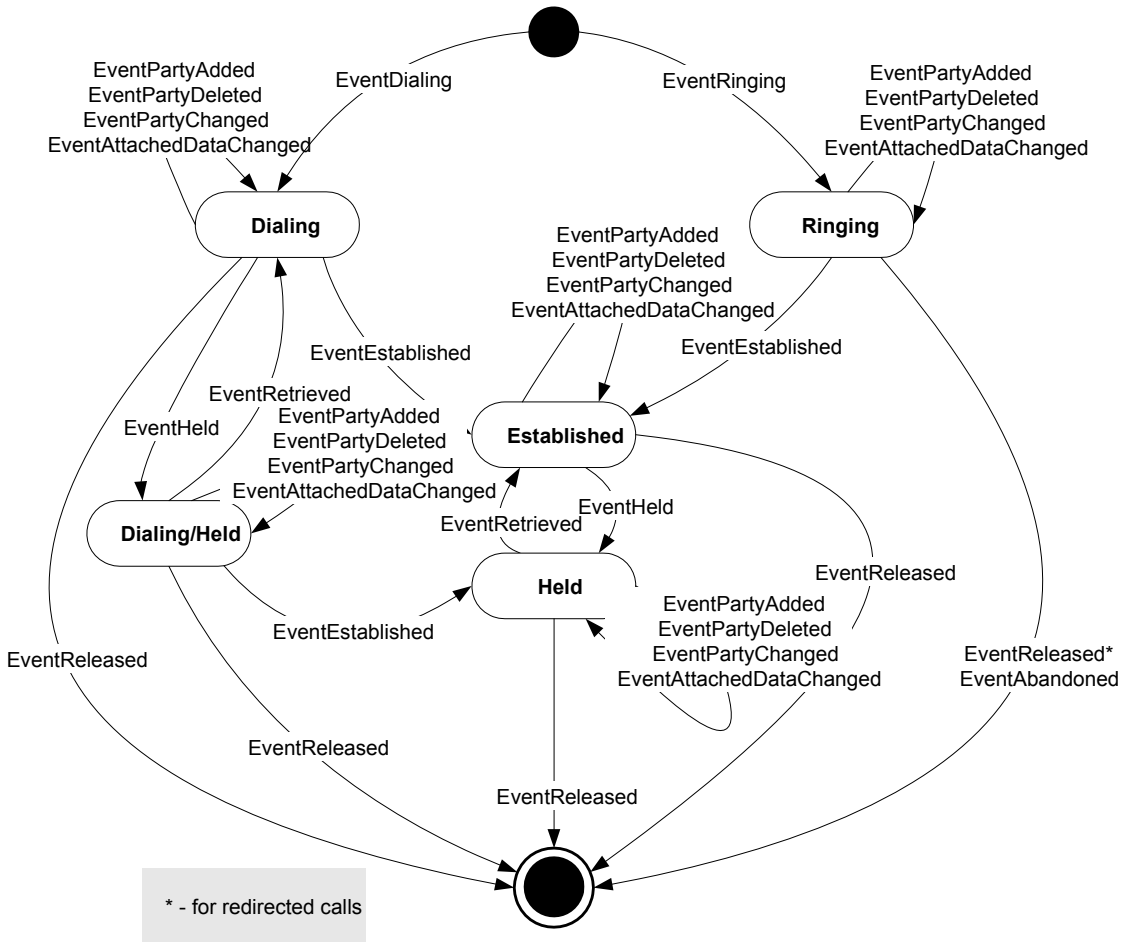 EventPartyAdded
EventPartyDeleted
EventPartyChanged
EventAttachedDataChanged
EventDialing
EventRinging
EventPartyAdded
EventPartyDeleted
EventPartyChanged
EventAttachedDataChanged
Dialing
Ringing
EventPartyAdded
EventPartyDeleted
EventPartyChanged
EventAttachedDataChanged
EventEstablished
EventEstablished
EventRetrieved
EventHeld
EventPartyAdded
EventPartyDeleted
EventPartyChanged
EventAttachedDataChanged
Established
EventRetrieved
EventHeld
Dialing/Held
Held
EventReleased
EventEstablished
EventPartyAdded
EventPartyDeleted
EventPartyChanged
EventAttachedDataChanged
EventReleased
EventReleased*
EventAbandoned
EventReleased
EventReleased
* - for redirected calls